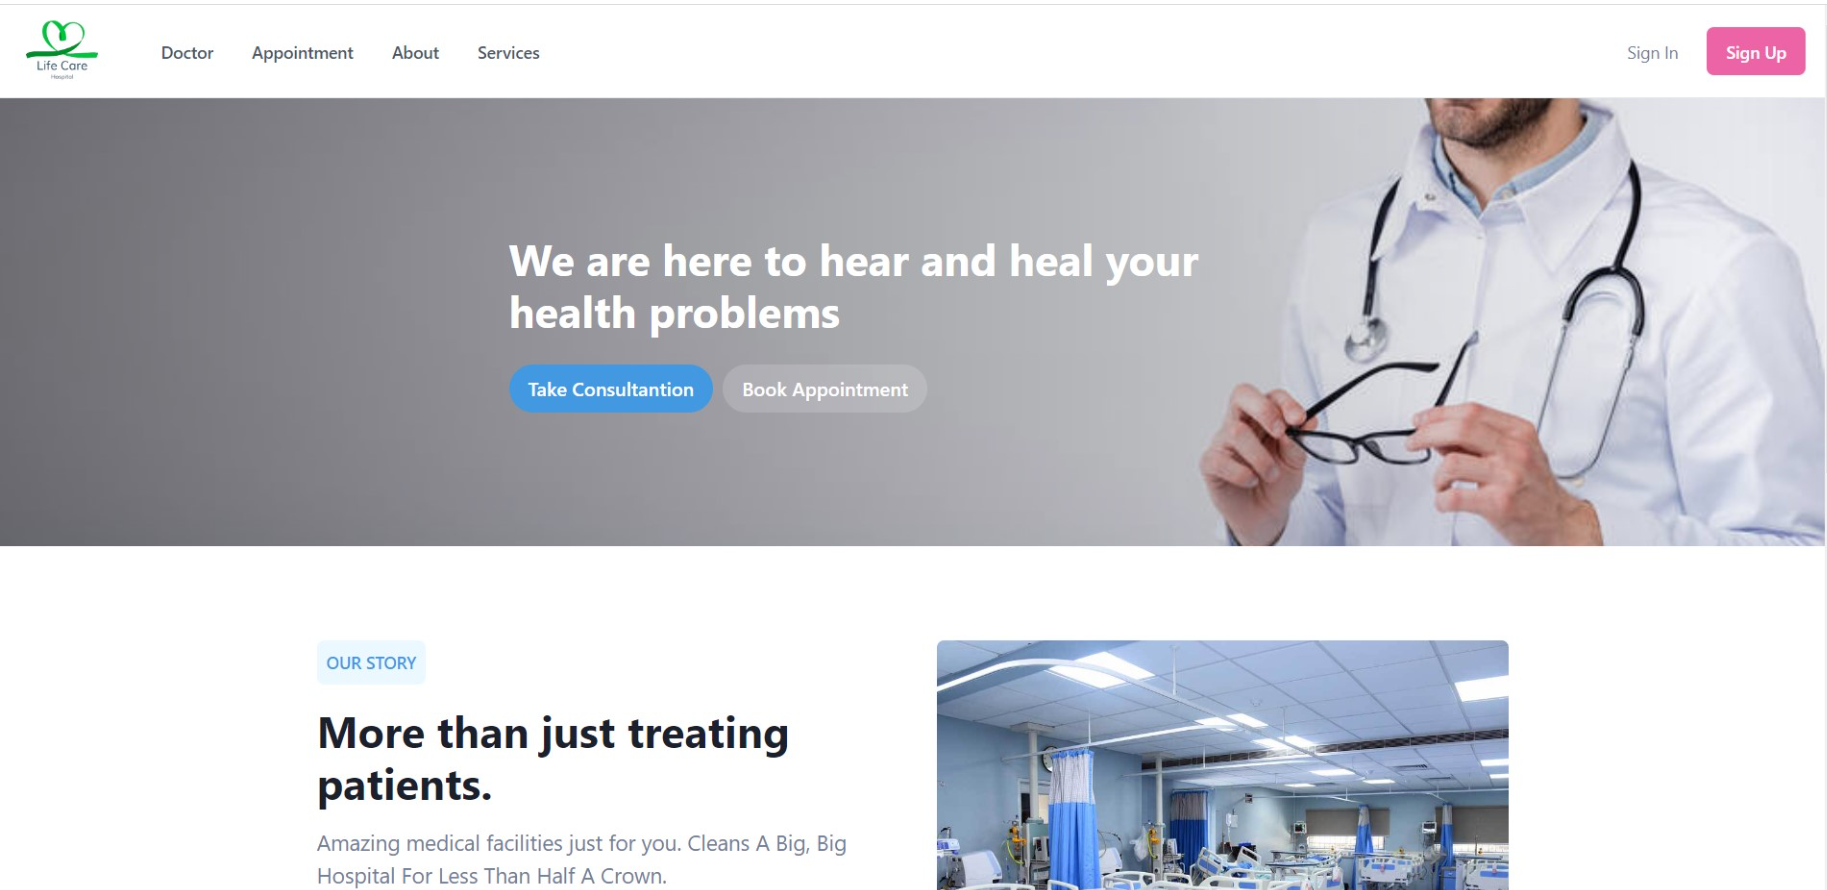 Life Care
Hospital
Doctor Appointment About Services
Sign In Sign Up
We are here to hear and heal your
health problems
Take Consultantion Book Appointment
OUR STORY
More than just treating
patients.
Amazing medical facilities just for you. Cleans A Big, Big
Hospital For Less Than Half A Crown.